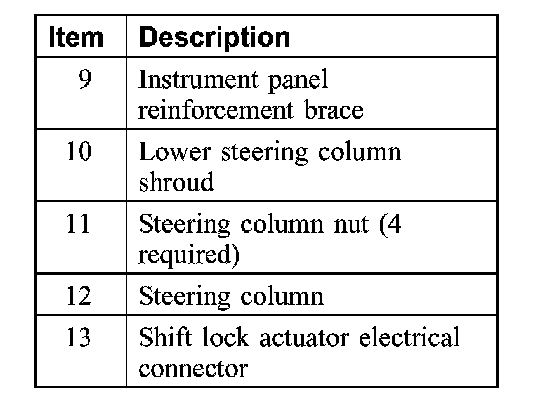 Item Description
9 Instrument panel
reinforcement brace
10 Lower steering column
shroud
11 Steering column nut (4
required)
12 Steering column
13 Shift lock actuator electrical
connector